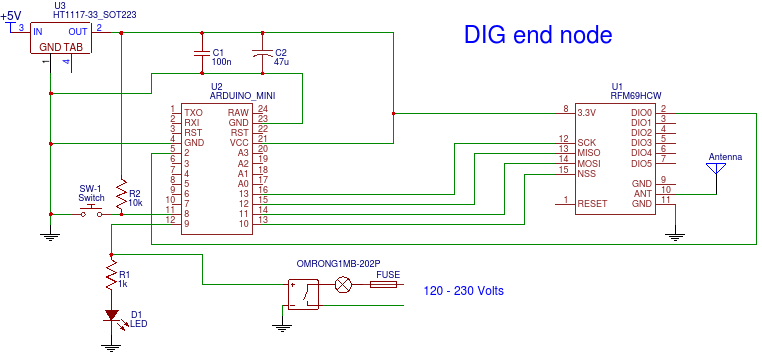 U3
HT1117-33_SOT223
+5V
3 IN OUT 2
GND TAB
1 4
DIG end node
C1
100n
C2
47u
U2
ARDUINO_MINI
1 TXO RAW 24
2 RXI GND 23
3 RST RST 22
4 GND VCC 21
5 2 A3 20
6 3 A2 19
7 4 A1 18
8 5 A0 17
9 6 13 16
10 7 12 15
11 8 11 14
12 9 10 13
U1
RFM69HCW
8 3.3V DIO0 2
DIO1 3
DIO2 4
12 SCK DIO3 5
13 MISO DIO4 6
14 MOSI DIO5 7
15 NSS
GND 9
ANT 10
1 RESET GND 11
Antenna
SW-1
Switch
R2
10k
R1
1k
D1
LED
OMRONG1MB-202P
FUSE
+
-
120 - 230 Volts